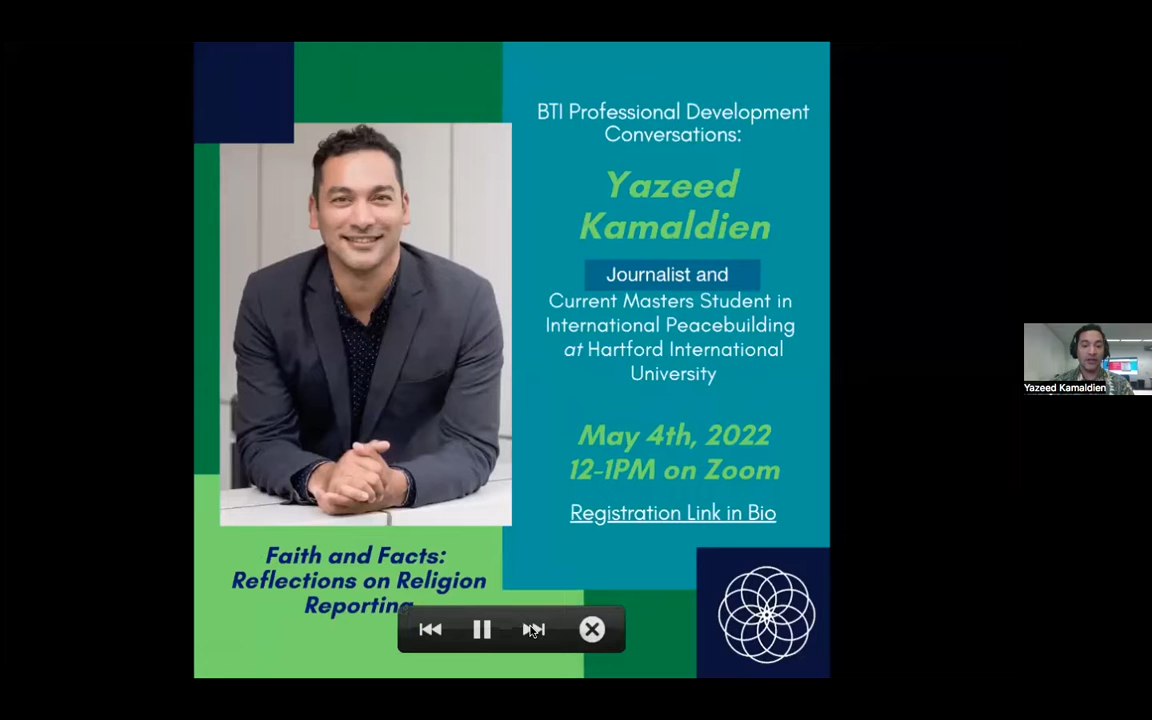 BTI Professional Development
Conversations:
Yazeed
Kamaldien
Journalist and
Current Masters Student in
International Peacebuilding
at Hartford International
University
May 4th, 2022
12-1PM on Zoom
Registration Link in Bio
Faith and Facts:
Reflections on Religion
Reporting
Yazeed Kamaldien